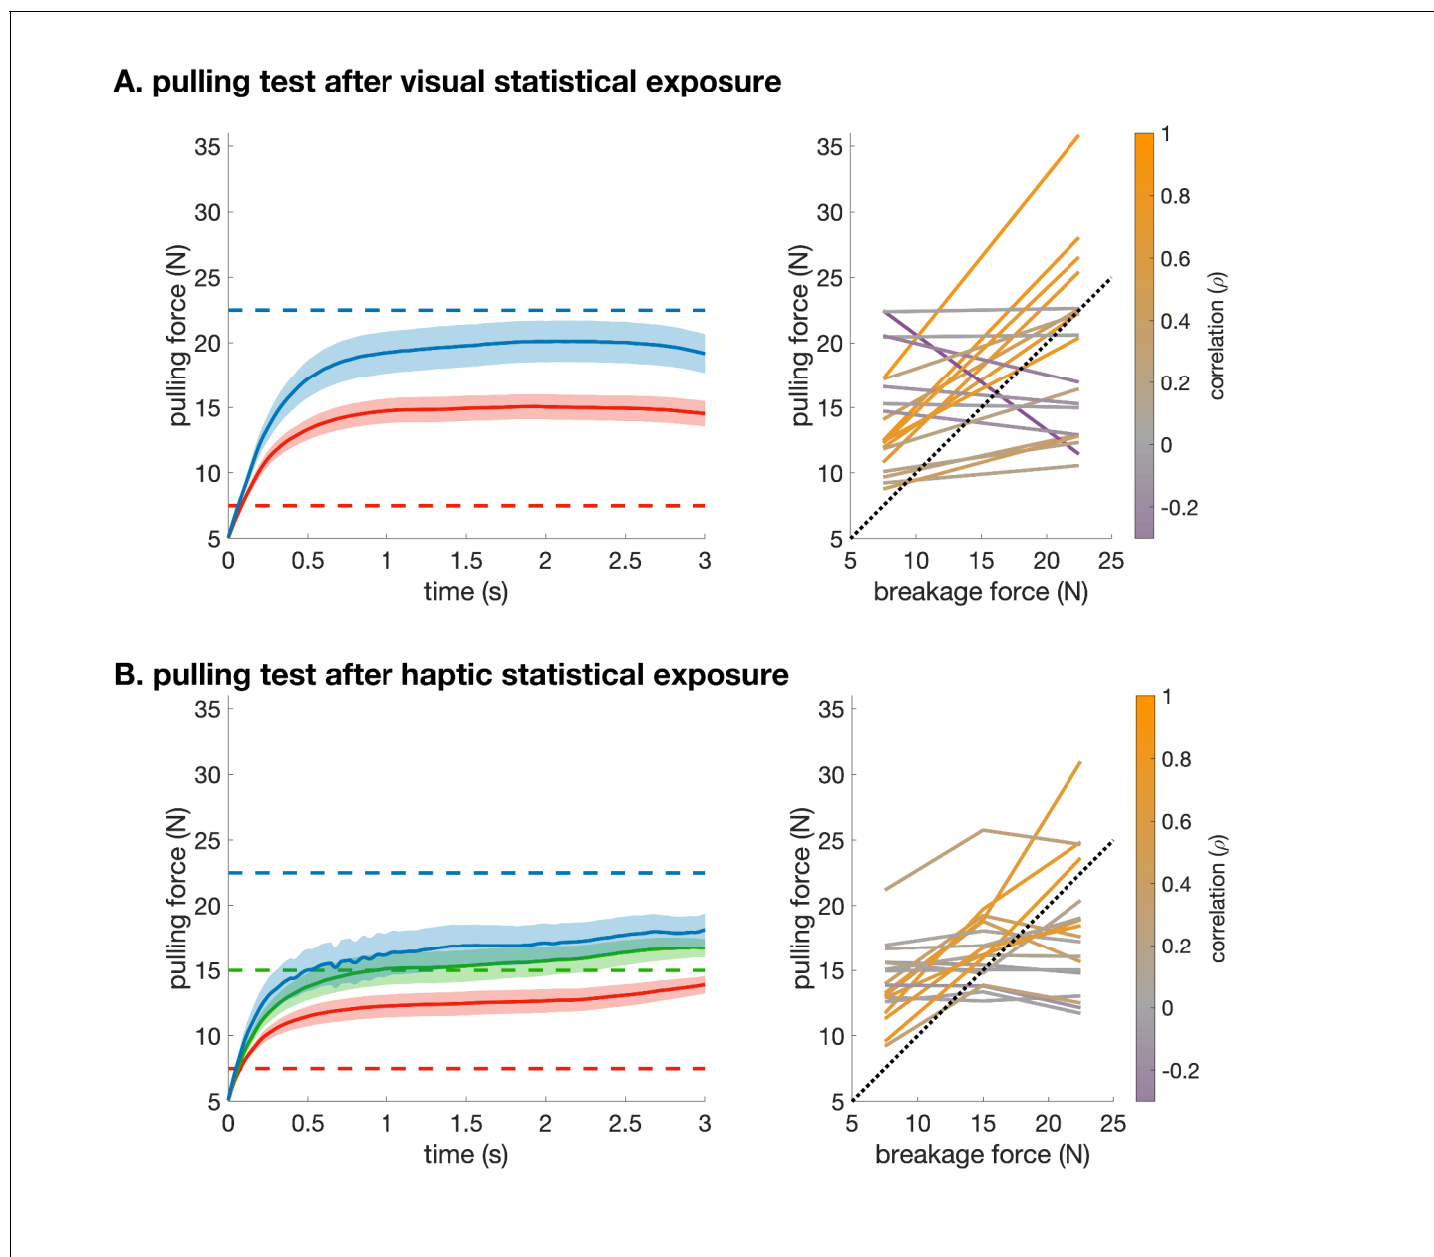 A. pulling test after visual statistical exposure
35
30
25
20
15
10
5
pulling force (N)
0 0.5 1 1.5 2 2.5 3
time (s)
35
30
25
20
15
10
5
pulling force (N)
5 10 15 20 25
breakage force (N)
1
0.8
0.6
0.4
0.2
0
-0.2
correlation (ρ)
B. pulling test after haptic statistical exposure
35
30
25
20
15
10
5
pulling force (N)
0 0.5 1 1.5 2 2.5 3
time (s)
35
30
25
20
15
10
5
pulling force (N)
5 10 15 20 25
breakage force (N)
1
0.8
0.6
0.4
0.2
0
-0.2
correlation (ρ)